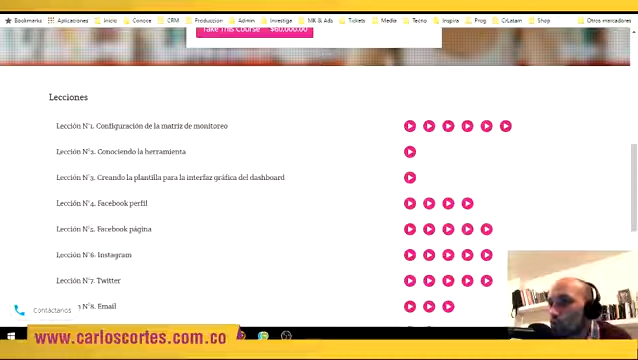 Bookmarks Aplicaciones Inicio Conoce CRM Produccion Admin Investiga MK & Ads Tickets Media Tecno Inspira Prog CrLatam Shop Otros marcadores
Take This Course $60,000.00
Lecciones
Lección N°1. Configuración de la matriz de monitoreo
Lección N°2. Conociendo la herramienta
Lección N°3. Creando la plantilla para la interfaz gráfica del dashboard
Lección N°4. Facebook perfil
Lección N°5. Facebook página
Lección N°6. Instagram
Lección N°7. Twitter
N°8. Email
Contáctanos
www.carloscortes.com.co